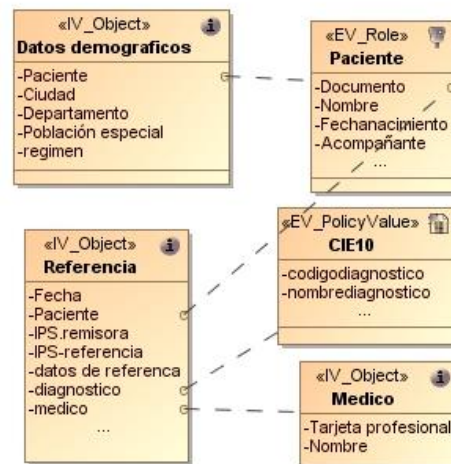 «IV_Object»
Datos demograficos
-Paciente
-Ciudad
-Departamento
-Población especial
-regimen
«EV_Role»
Paciente
-Documento
-Nombre
-Fechanacimiento
-Acompañante
...
«IV_Object»
Referencia
-Fecha
-Paciente
-IPS.remisora
-IPS-referencia
-datos de referenca
-diagnostico
-medico
...
«EV_PolicyValue»
CIE10
-codigodiagnostico
-nombrediagnostico
...
«IV_Object»
Medico
-Tarjeta profesional
-Nombre